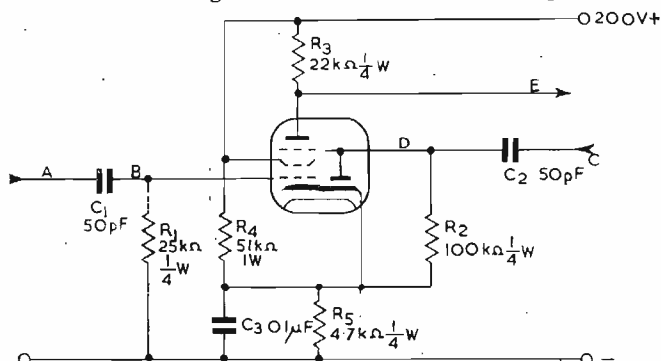 200V+
R3
22kΩ 1/4 W
E
A
B
D
C
C1
50pF
C2 50pF
R1
25kΩ
1/4 W
R4
51kΩ
1W
R2
100kΩ 1/4 W
C3 0.1μF
R5
4.7kΩ 1/4 W